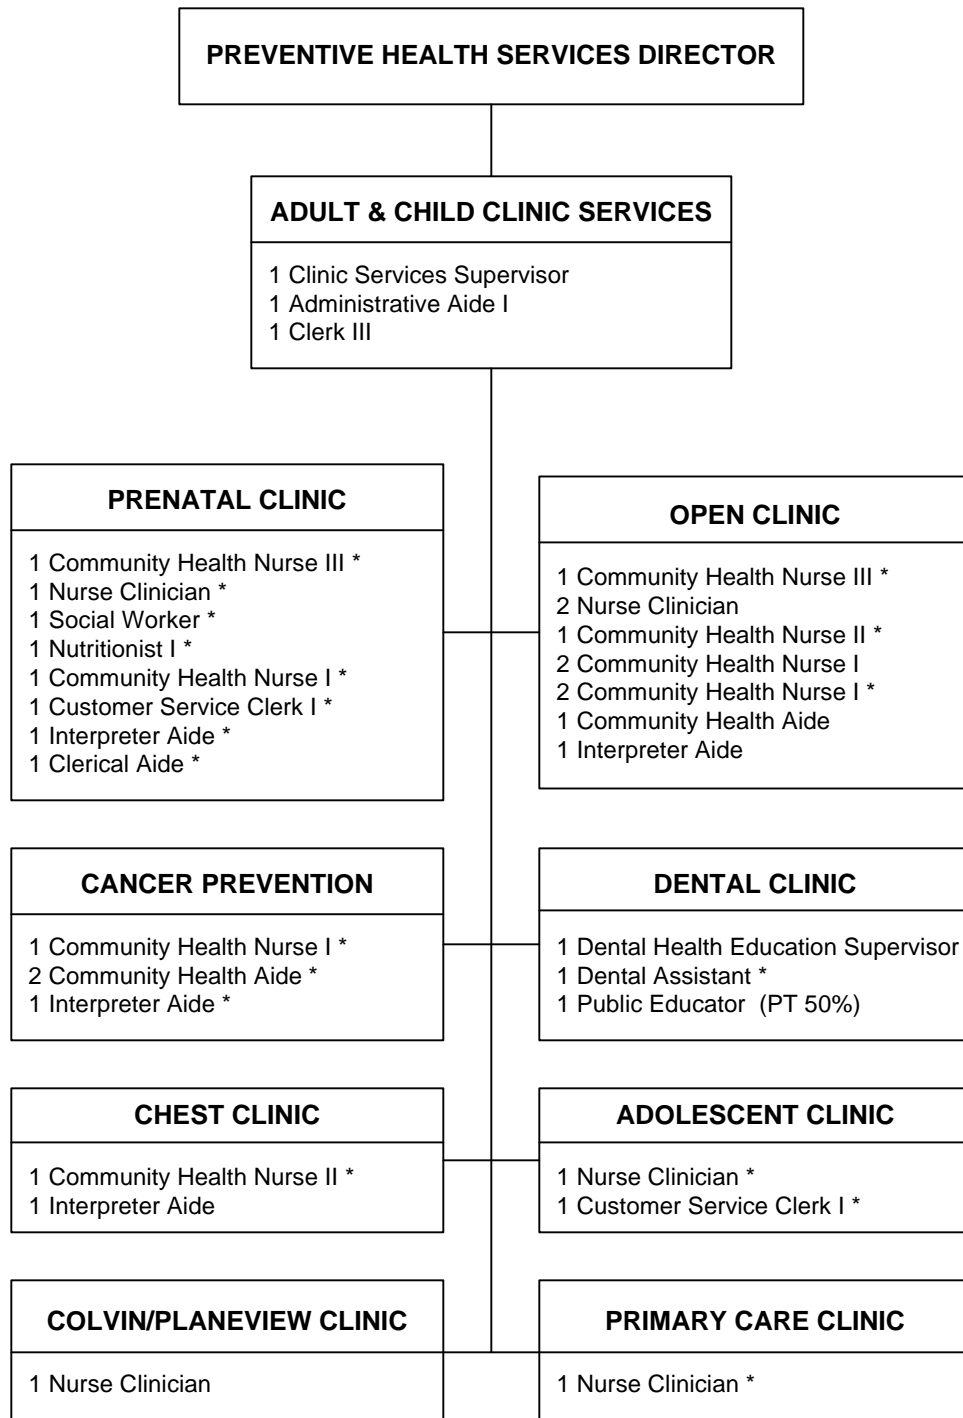 PREVENTIVE HEALTH SERVICES DIRECTOR
ADULT & CHILD CLINIC SERVICES
1 Clinic Services Supervisor
1 Administrative Aide I
1 Clerk III
PRENATAL CLINIC
1 Community Health Nurse III *
1 Nurse Clinician *
1 Social Worker *
1 Nutritionist I *
1 Community Health Nurse I *
1 Customer Service Clerk I *
1 Interpreter Aide *
1 Clerical Aide *
OPEN CLINIC
1 Community Health Nurse III *
2 Nurse Clinician
1 Community Health Nurse II *
2 Community Health Nurse I
2 Community Health Nurse I *
1 Community Health Aide
1 Interpreter Aide
CANCER PREVENTION
1 Community Health Nurse I *
2 Community Health Aide *
1 Interpreter Aide *
DENTAL CLINIC
1 Dental Health Education Supervisor
1 Dental Assistant *
1 Public Educator  (PT 50%)
CHEST CLINIC
1 Community Health Nurse II *
1 Interpreter Aide
ADOLESCENT CLINIC
1 Nurse Clinician *
1 Customer Service Clerk I *
COLVIN/PLANEVIEW CLINIC
1 Nurse Clinician
PRIMARY CARE CLINIC
1 Nurse Clinician *